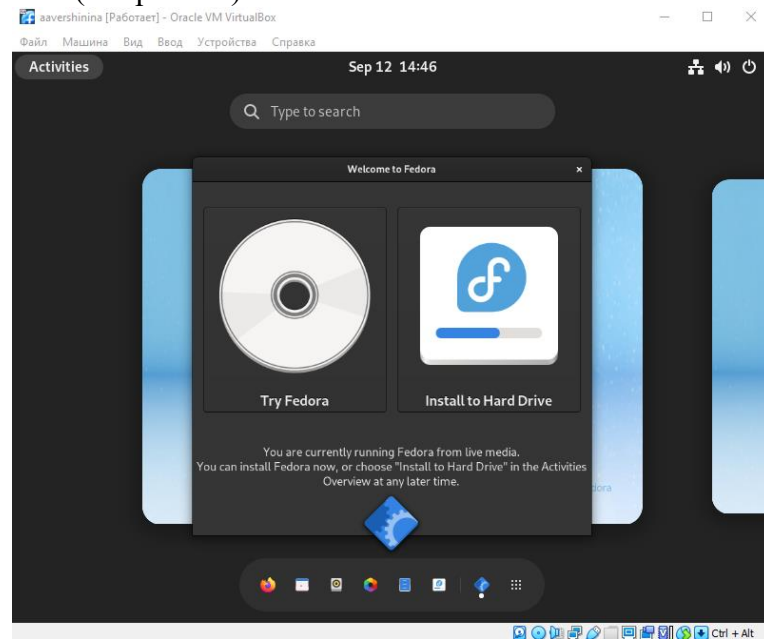 aavershinina [Работает] - Oracle VM VirtualBox
Файл Машина Вид Ввод Устройства Справка
Activities
Sep 12 14:46
Type to search
Welcome to Fedora
Try Fedora
Install to Hard Drive
You are currently running Fedora from live media.
You can install Fedora now, or choose "Install to Hard Drive" in the Activities
Overview at any later time.
dora
Ctrl + Alt